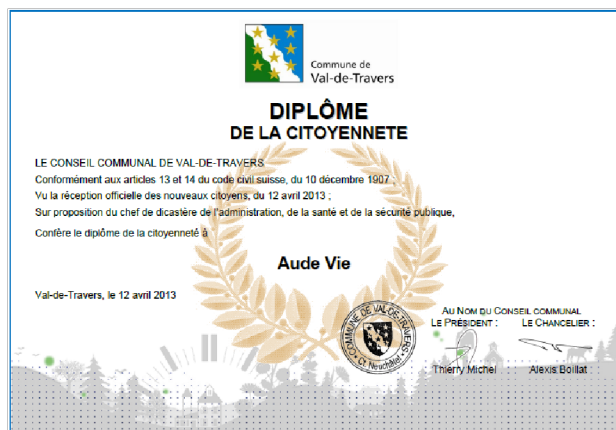 Commune de
Val-de-Travers
DIPLÔME
DE LA CITOYENNETE
LE CONSEIL COMMUNAL DE VAL-DE-TRAVERS
Conformément aux articles 13 et 14 du code civil suisse, du 10 décembre 1907 ;
Vu la réception officielle des nouveaux citoyens, du 12 avril 2013 ;
Sur proposition du chef de dicastère de l'administration, de la santé et de la sécurité publique,
Confère le diplôme de la citoyenneté à
Aude Vie
Val-de-Travers, le 12 avril 2013
AU NOM DU CONSEIL COMMUNAL
LE PRÉSIDENT : LE CHANCELIER :
COMMUNE DE VAL-DE-TRAVERS
Ct. Neuchâtel
Thierry Michel Alexis Boillat